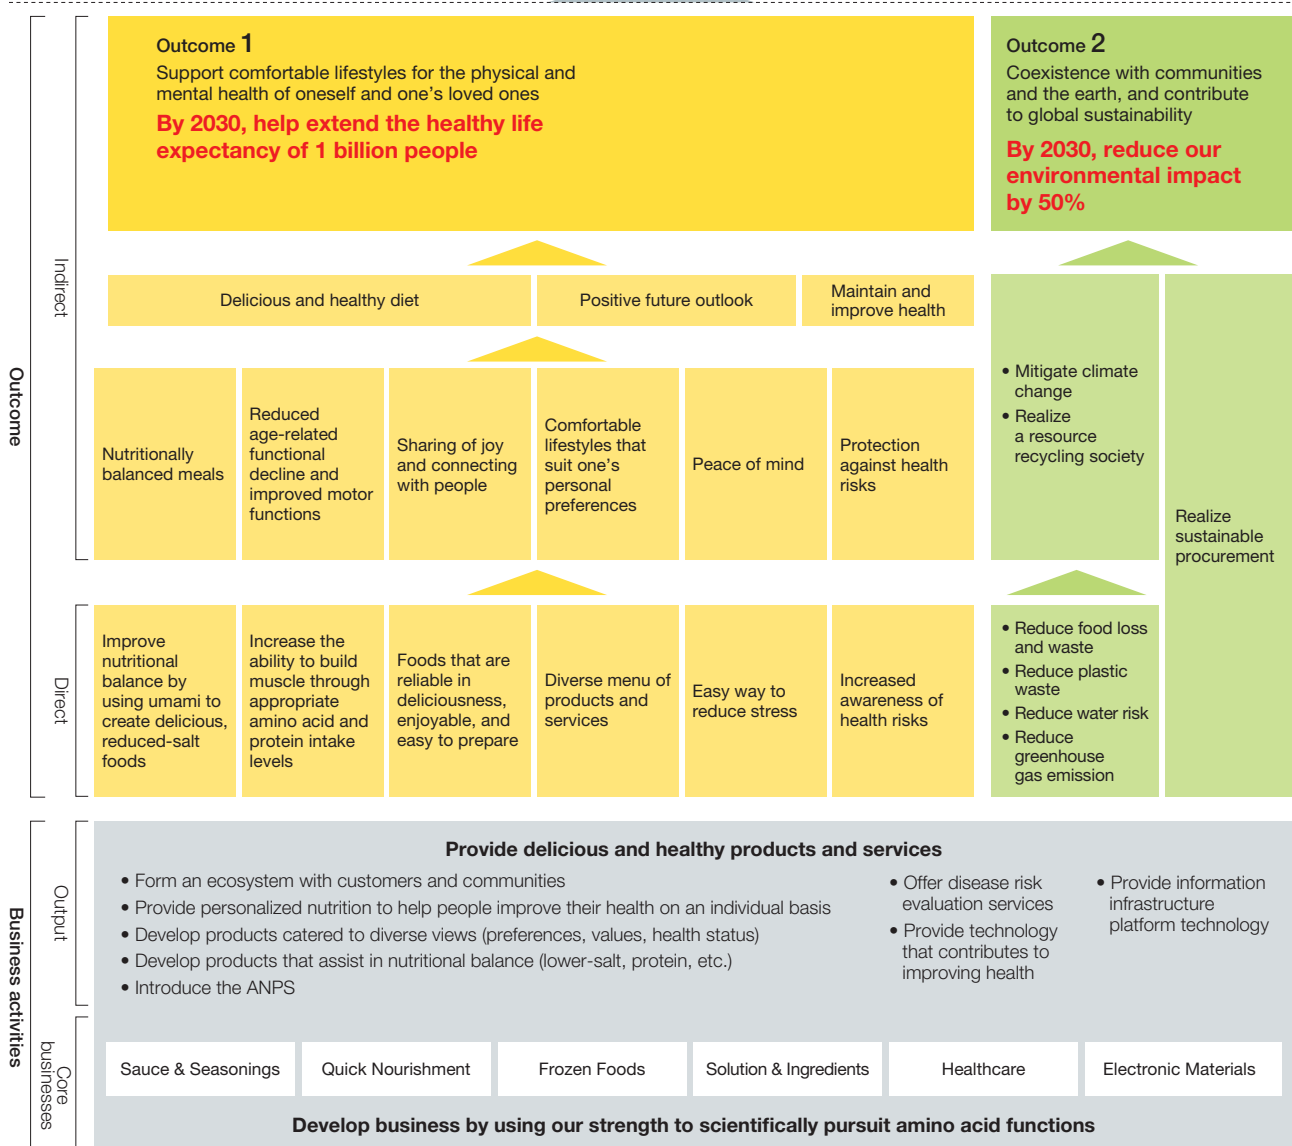 Outcome 1
Support comfortable lifestyles for the physical and
mental health of oneself and one's loved ones
By 2030, help extend the healthy life
expectancy of 1 billion people
Outcome 2
Coexistence with communities
and the earth, and contribute
to global sustainability
By 2030, reduce our
environmental impact
by 50%
Outcome
Indirect
Delicious and healthy diet
Positive future outlook
Maintain and
improve health
Nutritionally
balanced meals
Reduced
age-related
functional
decline and
improved motor
functions
Sharing of joy
and connecting
with people
Comfortable
lifestyles that
suit one's
personal
preferences
Peace of mind
Protection
against health
risks
• Mitigate climate
change
• Realize
a resource
recycling society
Realize
sustainable
procurement
Direct
Improve
nutritional
balance by
using umami to
create delicious,
reduced-salt
foods
Increase the
ability to build
muscle through
appropriate
amino acid and
protein intake
levels
Foods that are
reliable in
deliciousness,
enjoyable, and
easy to prepare
Diverse menu of
products and
services
Easy way to
reduce stress
Increased
awareness of
health risks
• Reduce food loss
and waste
• Reduce plastic
waste
• Reduce water risk
• Reduce
greenhouse
gas emission
Business activities
Output
Provide delicious and healthy products and services
• Form an ecosystem with customers and communities
• Provide personalized nutrition to help people improve their health on an individual basis
• Develop products catered to diverse views (preferences, values, health status)
• Develop products that assist in nutritional balance (lower-salt, protein, etc.)
• Introduce the ANPS
• Offer disease risk
evaluation services
• Provide technology
that contributes to
improving health
• Provide information
infrastructure
platform technology
Core
businesses
Sauce & Seasonings
Quick Nourishment
Frozen Foods
Solution & Ingredients
Healthcare
Electronic Materials
Develop business by using our strength to scientifically pursuit amino acid functions